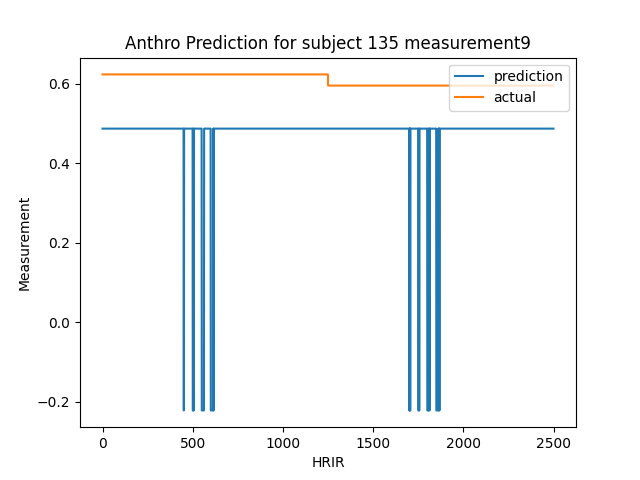 Anthro Prediction for subject 135 measurement9
prediction
actual
0.6
0.4
0.2
0.0
−0.2
Measurement
0
500
1000
1500
2000
2500
HRIR